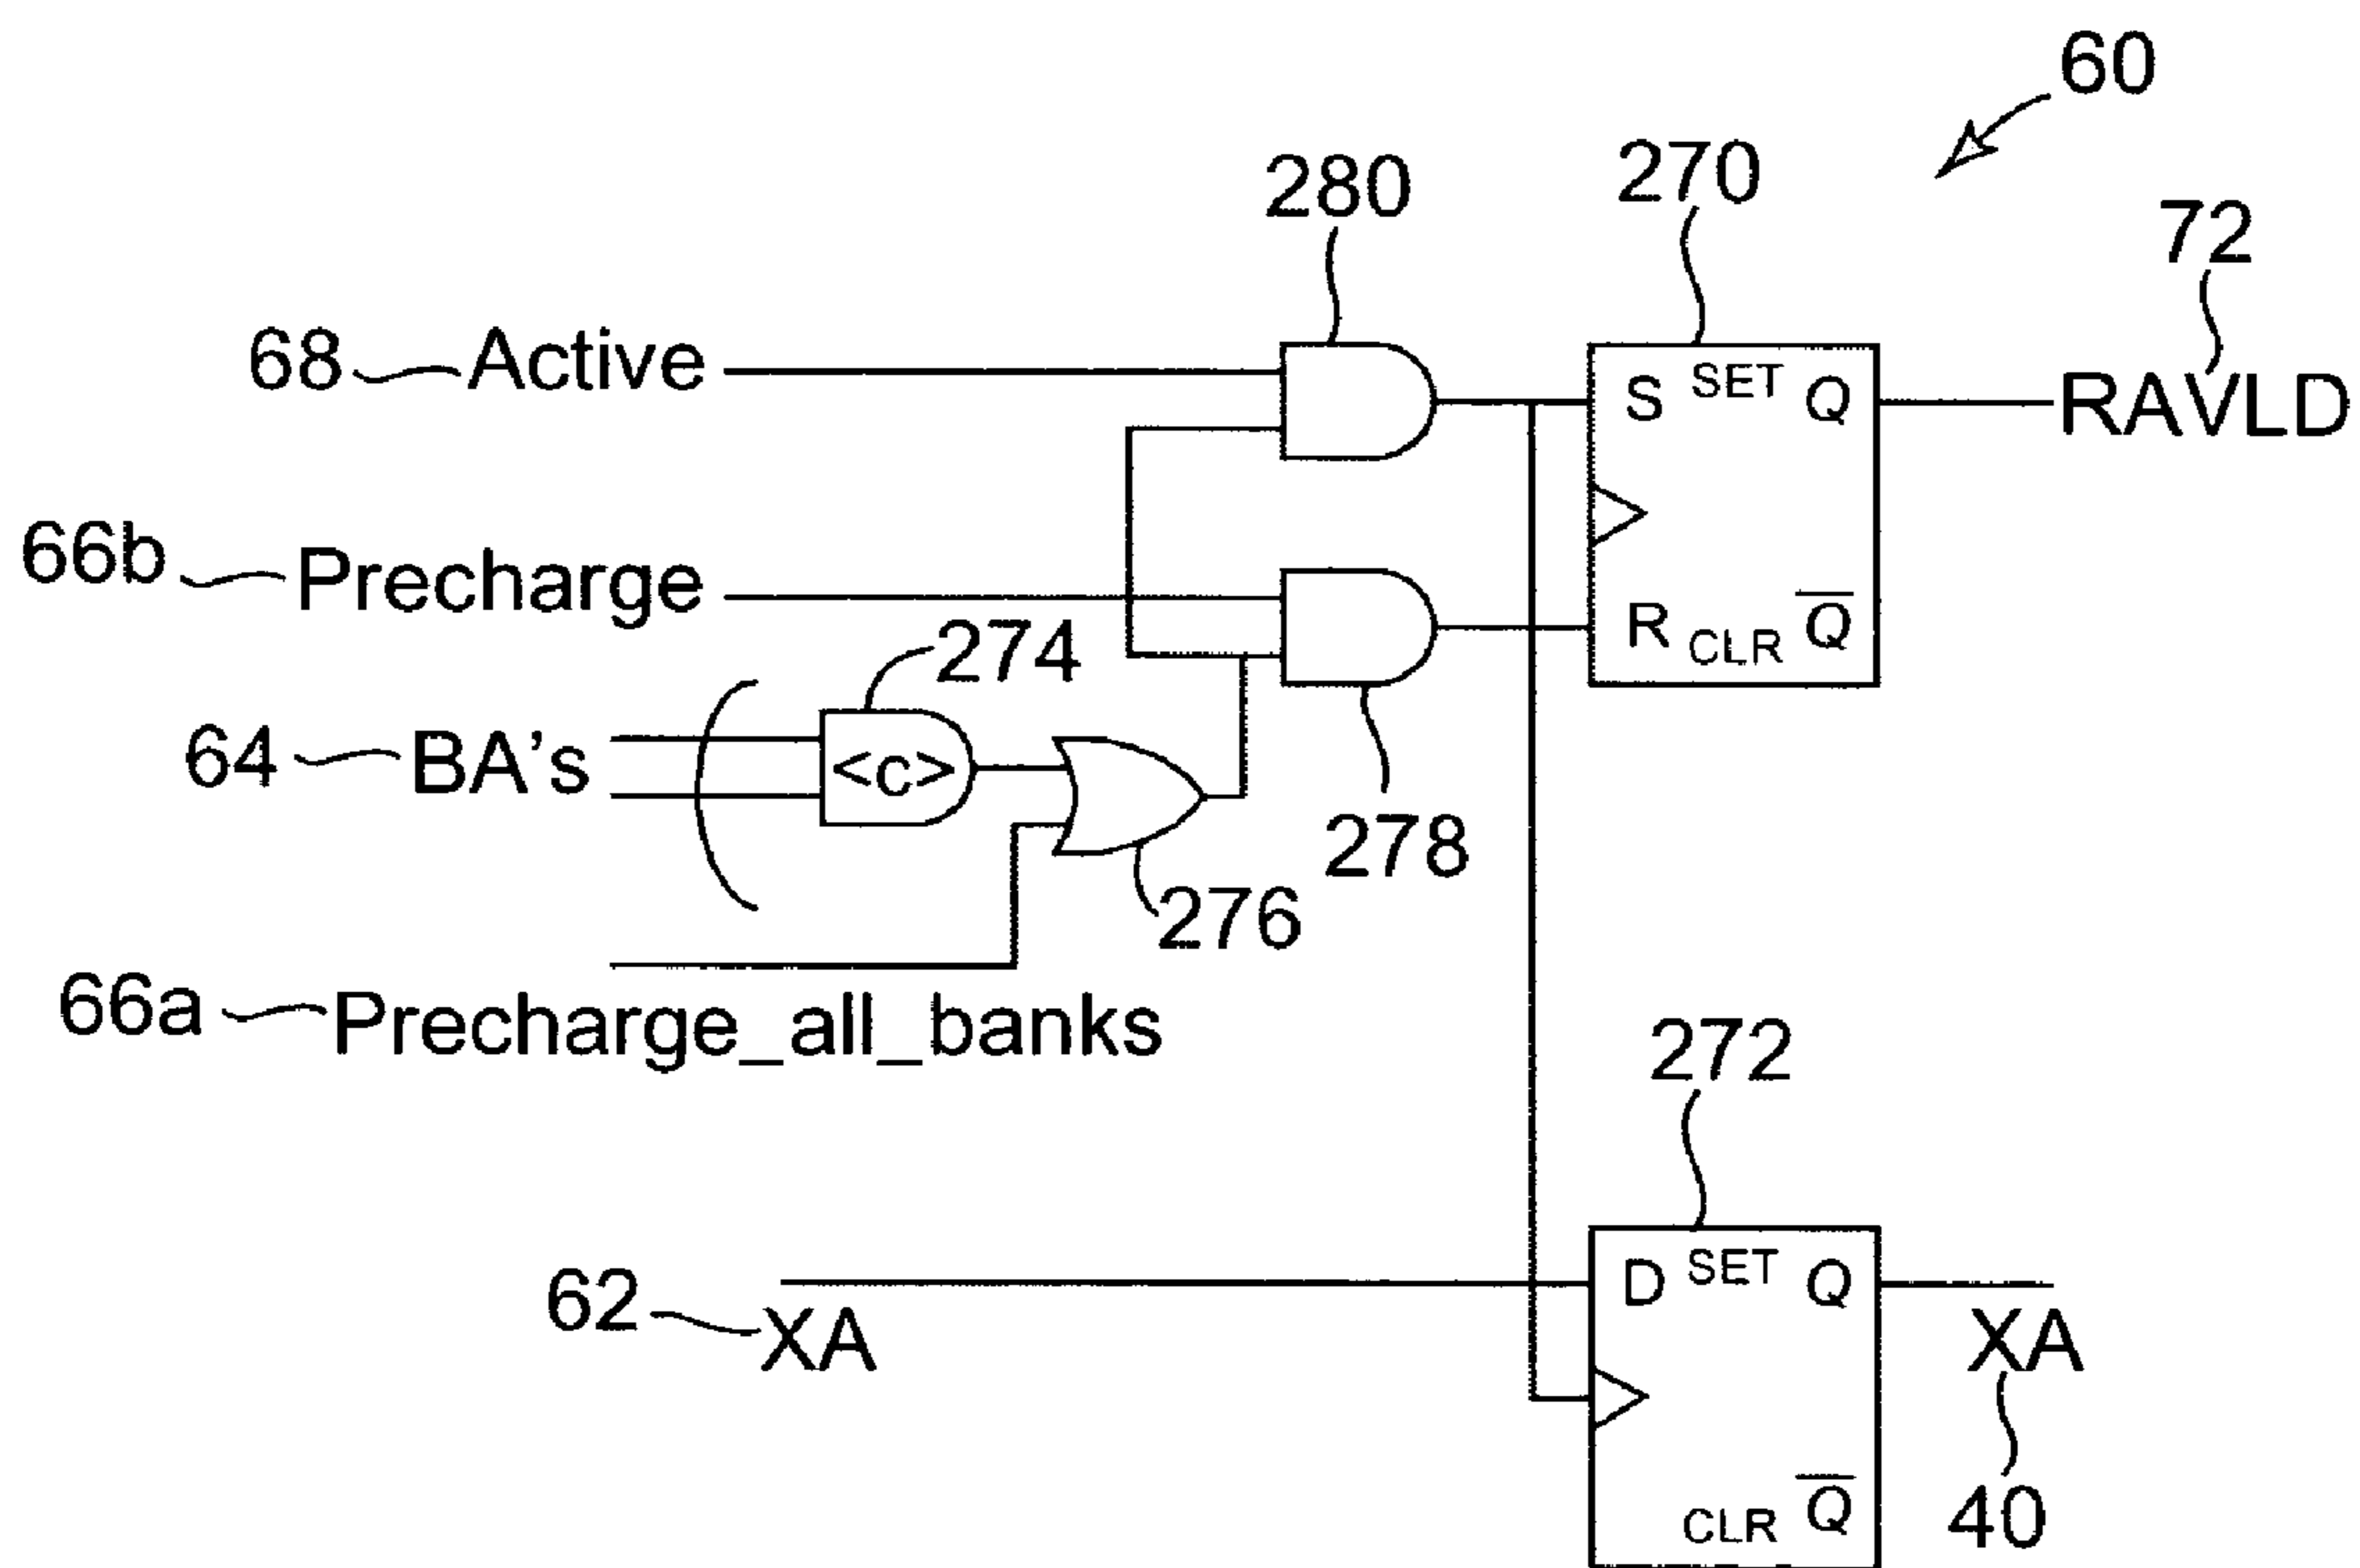 60
280
270
72
68 Active
S SET Q
RAVLD
66b Precharge
R CLR Q̅
274
64 BA's
<c>
278
276
66a Precharge_all_banks
272
62 XA
D SET Q
XA
CLR Q̅
40